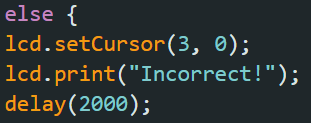 else {
lcd.setCursor(3, 0);
lcd.print("Incorrect!");
delay(2000);